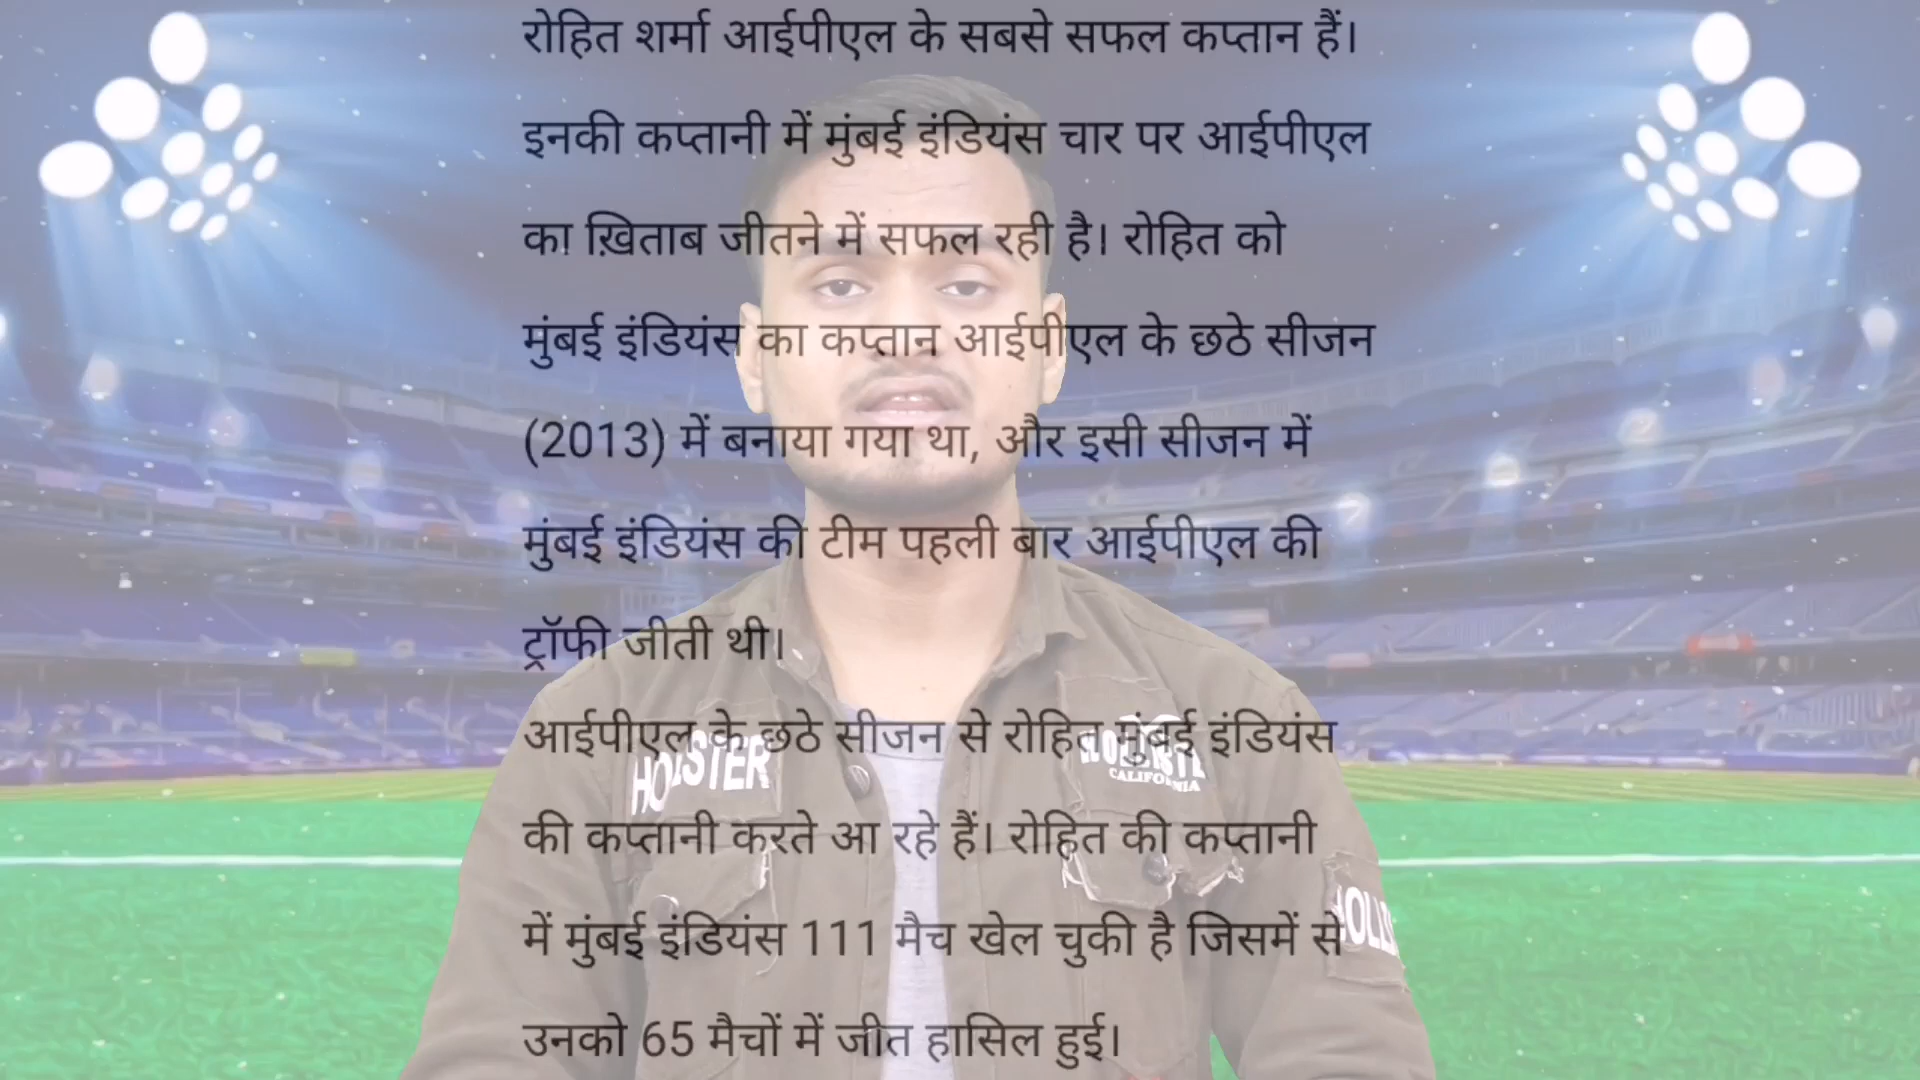 रोहित शर्मा आईपीएल के सबसे सफल कप्तान हैं।
इनकी कप्तानी में मुंबई इंडियंस चार पर आईपीएल
का ख़िताब जीतने में सफल रही है। रोहित को
मुंबई इंडियंस का कप्तान आईपीएल के छठे सीजन
(2013) में बनाया गया था, और इसी सीजन में
मुंबई इंडियंस की टीम पहली बार आईपीएल की
ट्रॉफी जीती थी।
आईपीएल के छठे सीजन से रोहित मुंबई इंडियंस
HOLLISTER
CALIFORNIA
की कप्तानी करते आ रहे हैं। रोहित की कप्तानी
में मुंबई इंडियंस 111 मैच खेल चुकी है जिसमें से
उनको 65 मैचों में जीत हासिल हुई।